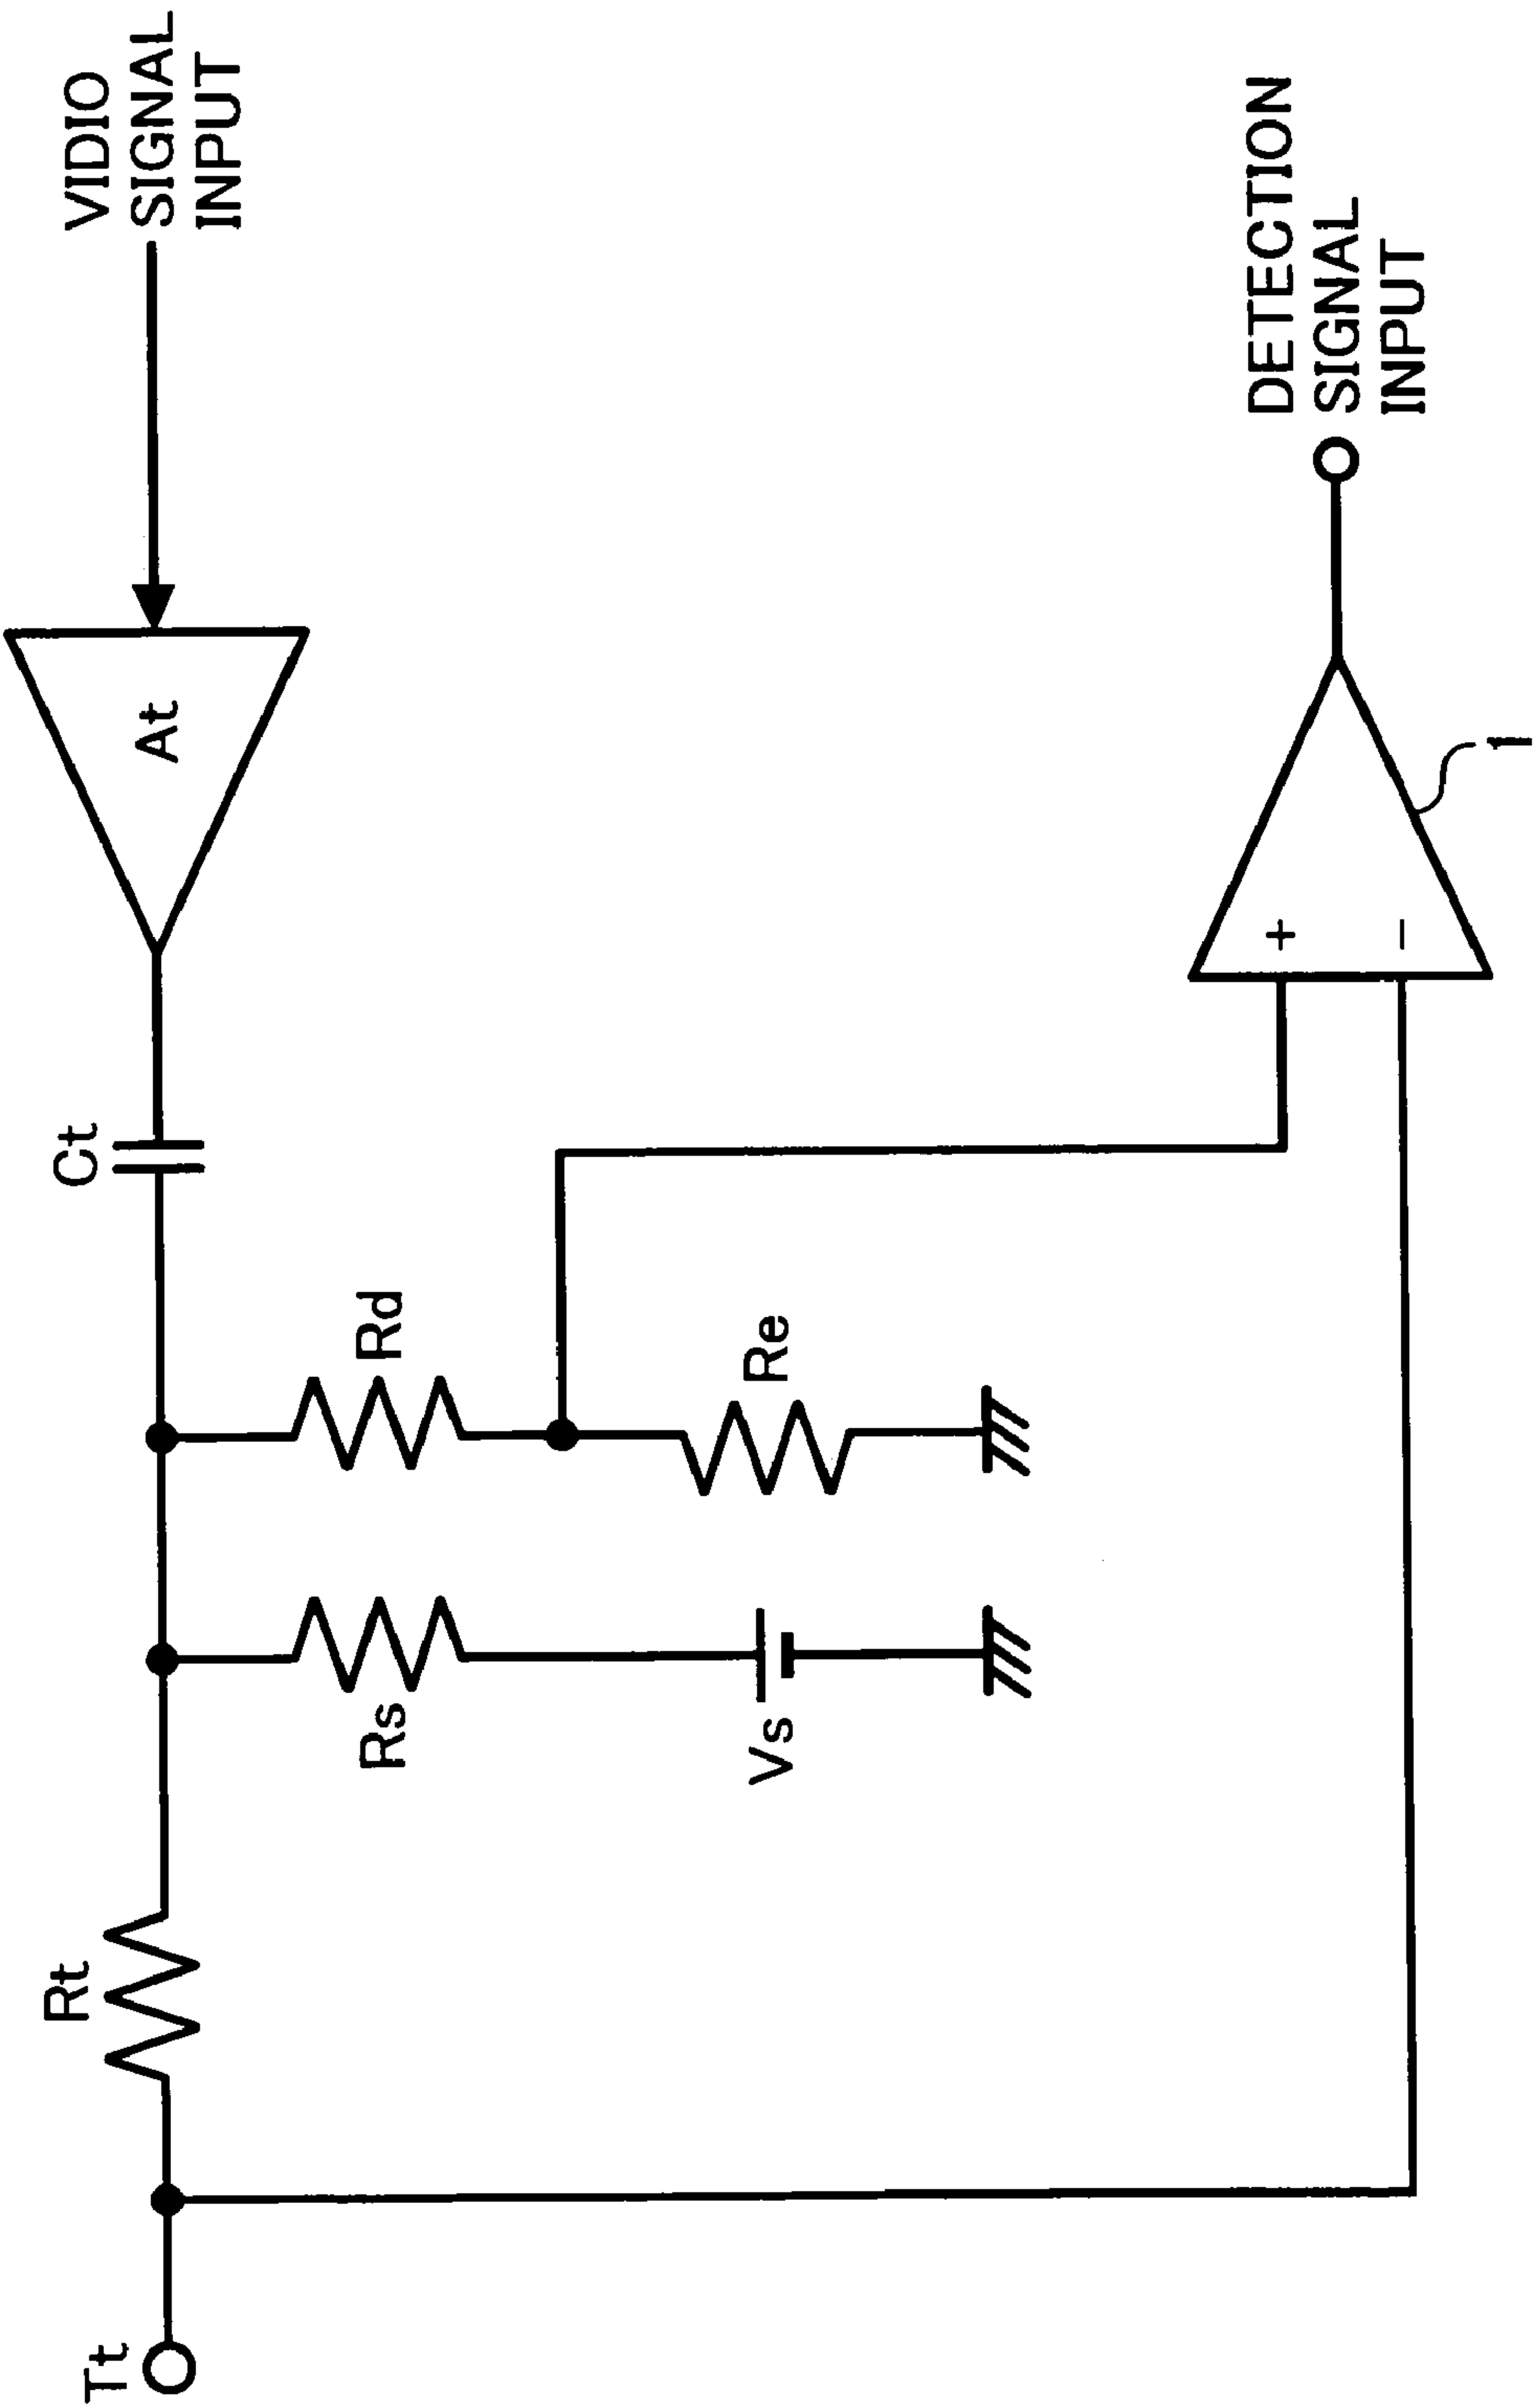 VIDIO
SIGNAL
INPUT
At
Ct
Rd
Re
Rs
Vs
Rt
Tt
DETECTION
SIGNAL
INPUT
+
−
1